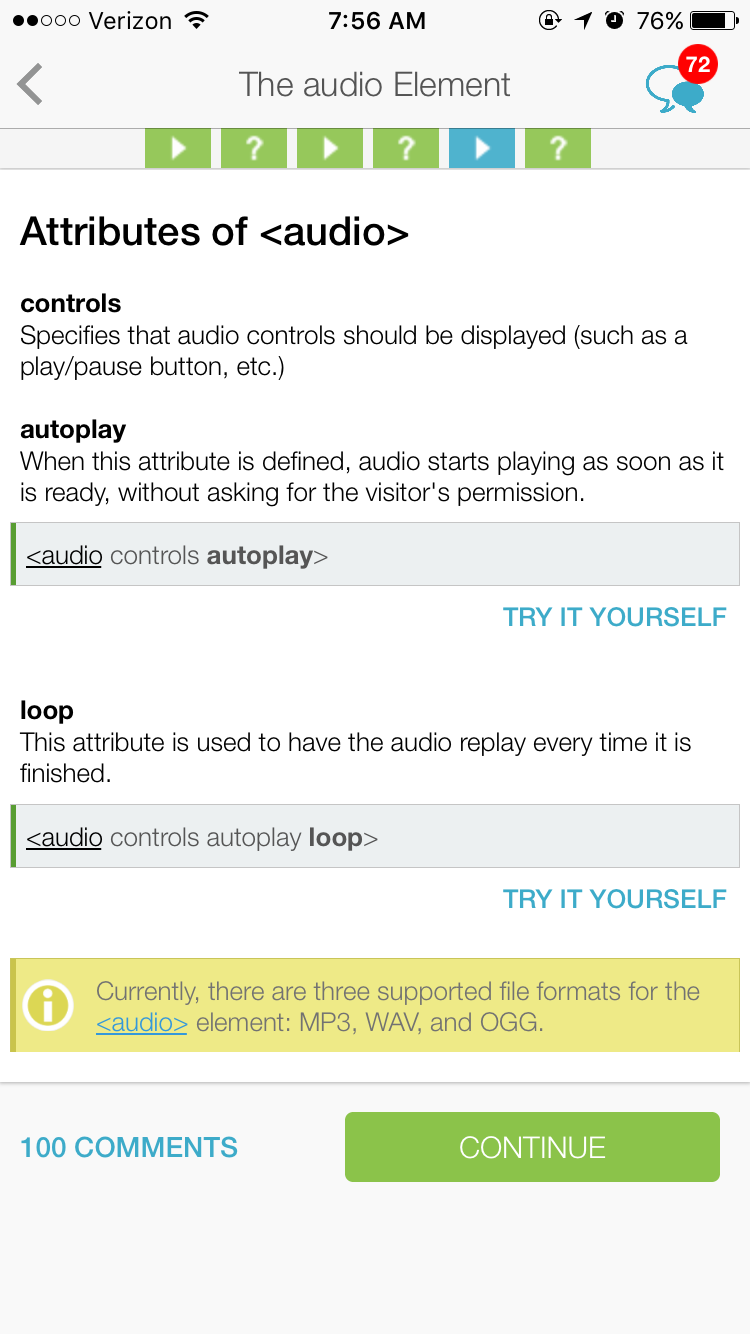 Verizon 7:56 AM 76%
The audio Element 72
? ? ?
Attributes of <audio>
controls
Specifies that audio controls should be displayed (such as a
play/pause button, etc.)
autoplay
When this attribute is defined, audio starts playing as soon as it
is ready, without asking for the visitor's permission.
<audio controls autoplay>
TRY IT YOURSELF
loop
This attribute is used to have the audio replay every time it is
finished.
<audio controls autoplay loop>
TRY IT YOURSELF
Currently, there are three supported file formats for the
<audio> element: MP3, WAV, and OGG.
100 COMMENTS CONTINUE